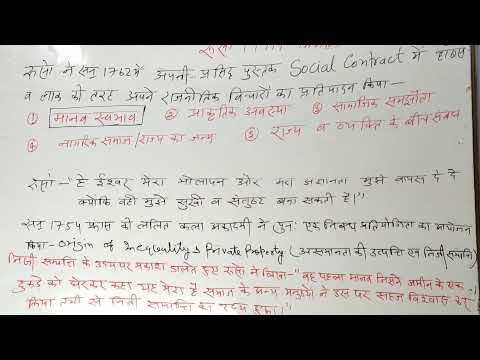 रूसो ने सन् 1762 में अपनी प्रसिद्ध पुस्तक Social Contract में हाब्स
व लाक की तरह अपने राजनीतिक विचारों का प्रतिपादन किया—
① मानव स्वभाव ② प्राकृतिक अवस्था ③ सामाजिक समझौता
④ नागरिक समाज/राज्य का जन्म ⑤ राज्य व व्यक्ति के बीच संबंध
रूसो—"हे ईश्वर मेरा भोलापन और मेरी अज्ञानता मुझे वापस दे दे
क्योंकि वही मुझे सुखी व संतुष्ट बना सकती है।"
सन् 1754 फ्रांस की ललित कला अकादमी ने पुनः एक निबंध प्रतियोगिता का आयोजन
किया- Origin of Inequality & Private Property (असमानता की उत्पत्ति एवं निजी सम्पत्ति)
निजी सम्पत्ति के उदय पर प्रकाश डालते हुए रूसो ने लिखा—"वह पहला मानव जिसने जमीन के एक
टुकड़े को घेरकर कहा यह मेरा है समाज के अन्य मनुष्यों ने उस पर सहज विश्वास कर
किया तभी से निजी सम्पत्ति का उदय हुआ।"